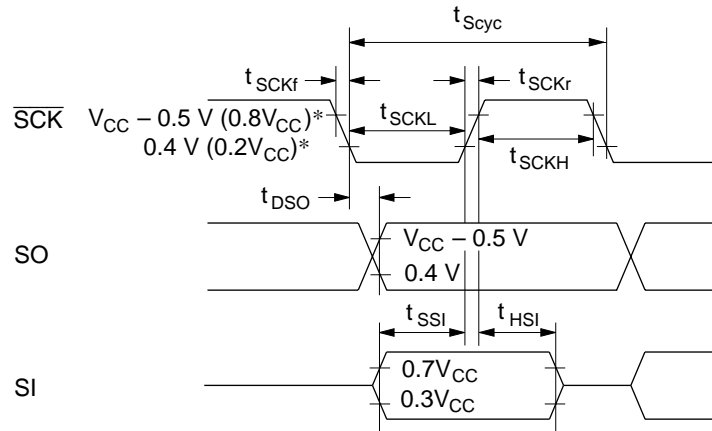 tScyc
tSCKf
tSCKr
SCK
VCC – 0.5 V (0.8VCC)*
0.4 V (0.2VCC)*
tSCKL
tSCKH
tDSO
SO
VCC – 0.5 V
0.4 V
tSSI
tHSI
SI
0.7VCC
0.3VCC